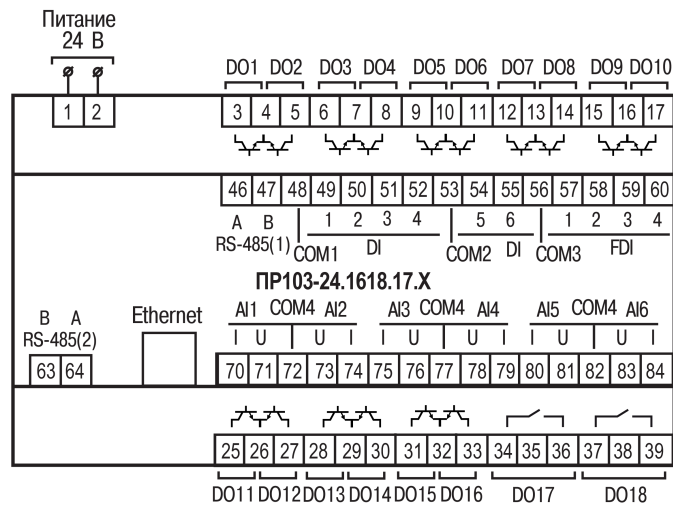 Питание
24 В
DO1 DO2 DO3 DO4 DO5 DO6 DO7 DO8 DO9 DO10
1 2 3 4 5 6 7 8 9 10 11 12 13 14 15 16 17
46 47 48 49 50 51 52 53 54 55 56 57 58 59 60
A B 1 2 3 4 5 6 1 2 3 4
RS-485(1) COM1 DI COM2 DI COM3 FDI
ПР103-24.1618.17.X
B A Ethernet AI1 COM4 AI2 AI3 COM4 AI4 AI5 COM4 AI6
RS-485(2) I U U I I U U I I U U I
63 64 70 71 72 73 74 75 76 77 78 79 80 81 82 83 84
25 26 27 28 29 30 31 32 33 34 35 36 37 38 39
DO11 DO12 DO13 DO14 DO15 DO16 DO17 DO18